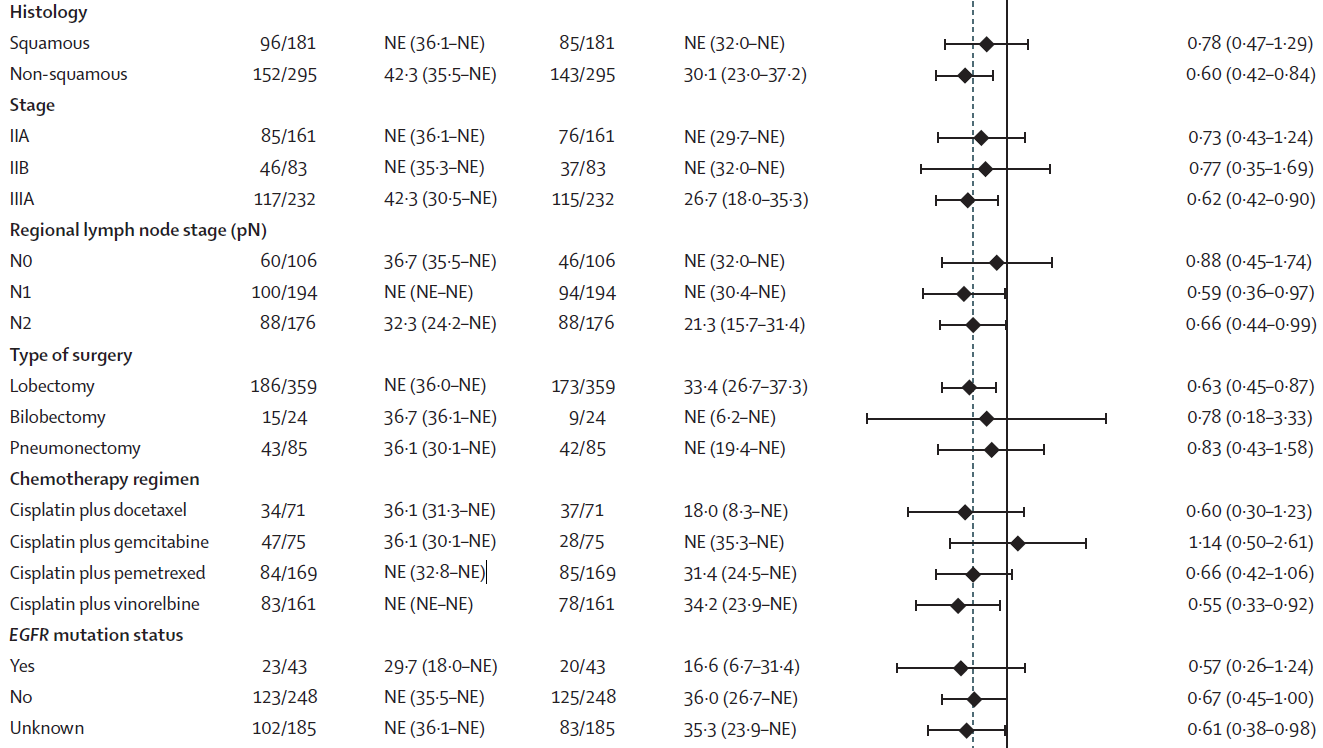 Histology
Squamous 96/181 NE (36·1–NE) 85/181 NE (32·0–NE) 0·78 (0·47–1·29)
Non-squamous 152/295 42·3 (35·5–NE) 143/295 30·1 (23·0–37·2) 0·60 (0·42–0·84)
Stage
IIA 85/161 NE (36·1–NE) 76/161 NE (29·7–NE) 0·73 (0·43–1·24)
IIB 46/83 NE (35·3–NE) 37/83 NE (32·0–NE) 0·77 (0·35–1·69)
IIIA 117/232 42·3 (30·5–NE) 115/232 26·7 (18·0–35·3) 0·62 (0·42–0·90)
Regional lymph node stage (pN)
N0 60/106 36·7 (35·5–NE) 46/106 NE (32·0–NE) 0·88 (0·45–1·74)
N1 100/194 NE (NE–NE) 94/194 NE (30·4–NE) 0·59 (0·36–0·97)
N2 88/176 32·3 (24·2–NE) 88/176 21·3 (15·7–31·4) 0·66 (0·44–0·99)
Type of surgery
Lobectomy 186/359 NE (36·0–NE) 173/359 33·4 (26·7–37·3) 0·63 (0·45–0·87)
Bilobectomy 15/24 36·7 (36·1–NE) 9/24 NE (6·2–NE) 0·78 (0·18–3·33)
Pneumonectomy 43/85 36·1 (30·1–NE) 42/85 NE (19·4–NE) 0·83 (0·43–1·58)
Chemotherapy regimen
Cisplatin plus docetaxel 34/71 36·1 (31·3–NE) 37/71 18·0 (8·3–NE) 0·60 (0·30–1·23)
Cisplatin plus gemcitabine 47/75 36·1 (30·1–NE) 28/75 NE (35·3–NE) 1·14 (0·50–2·61)
Cisplatin plus pemetrexed 84/169 NE (32·8–NE) 85/169 31·4 (24·5–NE) 0·66 (0·42–1·06)
Cisplatin plus vinorelbine 83/161 NE (NE–NE) 78/161 34·2 (23·9–NE) 0·55 (0·33–0·92)
EGFR mutation status
Yes 23/43 29·7 (18·0–NE) 20/43 16·6 (6·7–31·4) 0·57 (0·26–1·24)
No 123/248 NE (35·5–NE) 125/248 36·0 (26·7–NE) 0·67 (0·45–1·00)
Unknown 102/185 NE (36·1–NE) 83/185 35·3 (23·9–NE) 0·61 (0·38–0·98)